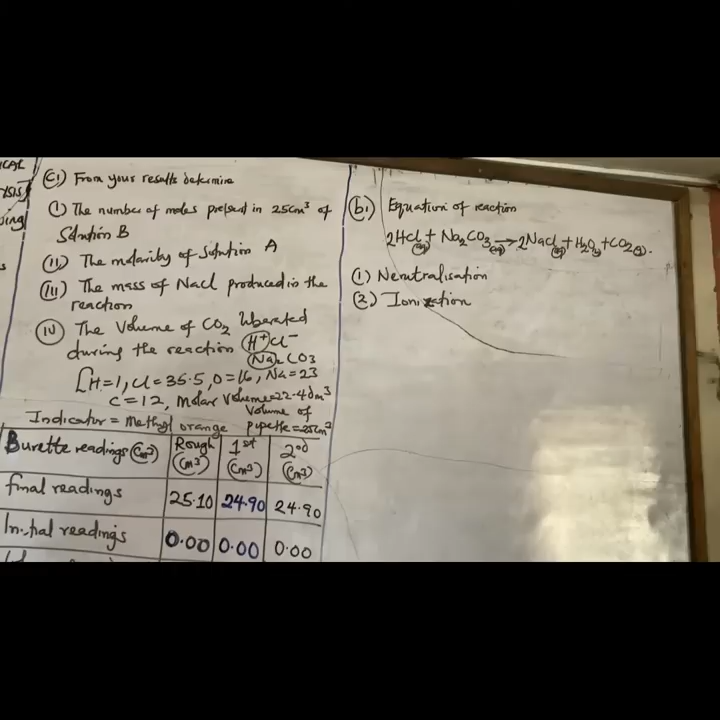 ICAL
(C1) From your results determine
(I) The number of moles present in 25cm³ of
Solution B
(II) The molarity of Solution A
(III) The mass of NaCl produced in the
reaction
(IV) The Volume of CO₂ liberated
during the reaction H⁺Cl⁻
Na₂CO3
[H=1, Cl=35.5, O=16, Na=23
C=12, Molar Volume=22.4dm³
Indicator = Methyl orange
Volume of
pipette=25cm³
Burette readings (Cm³) Rough (Cm³) 1st (Cm³) 2nd (Cm³)
final readings 25.10 24.90 24.90
Initial readings 0.00 0.00 0.00
(b1) Equation of reaction
2HCl(aq) + Na₂CO₃(aq) → 2NaCl(aq) + H₂O(l) + CO₂(g).
(1) Neutralisation
(2) Ionization